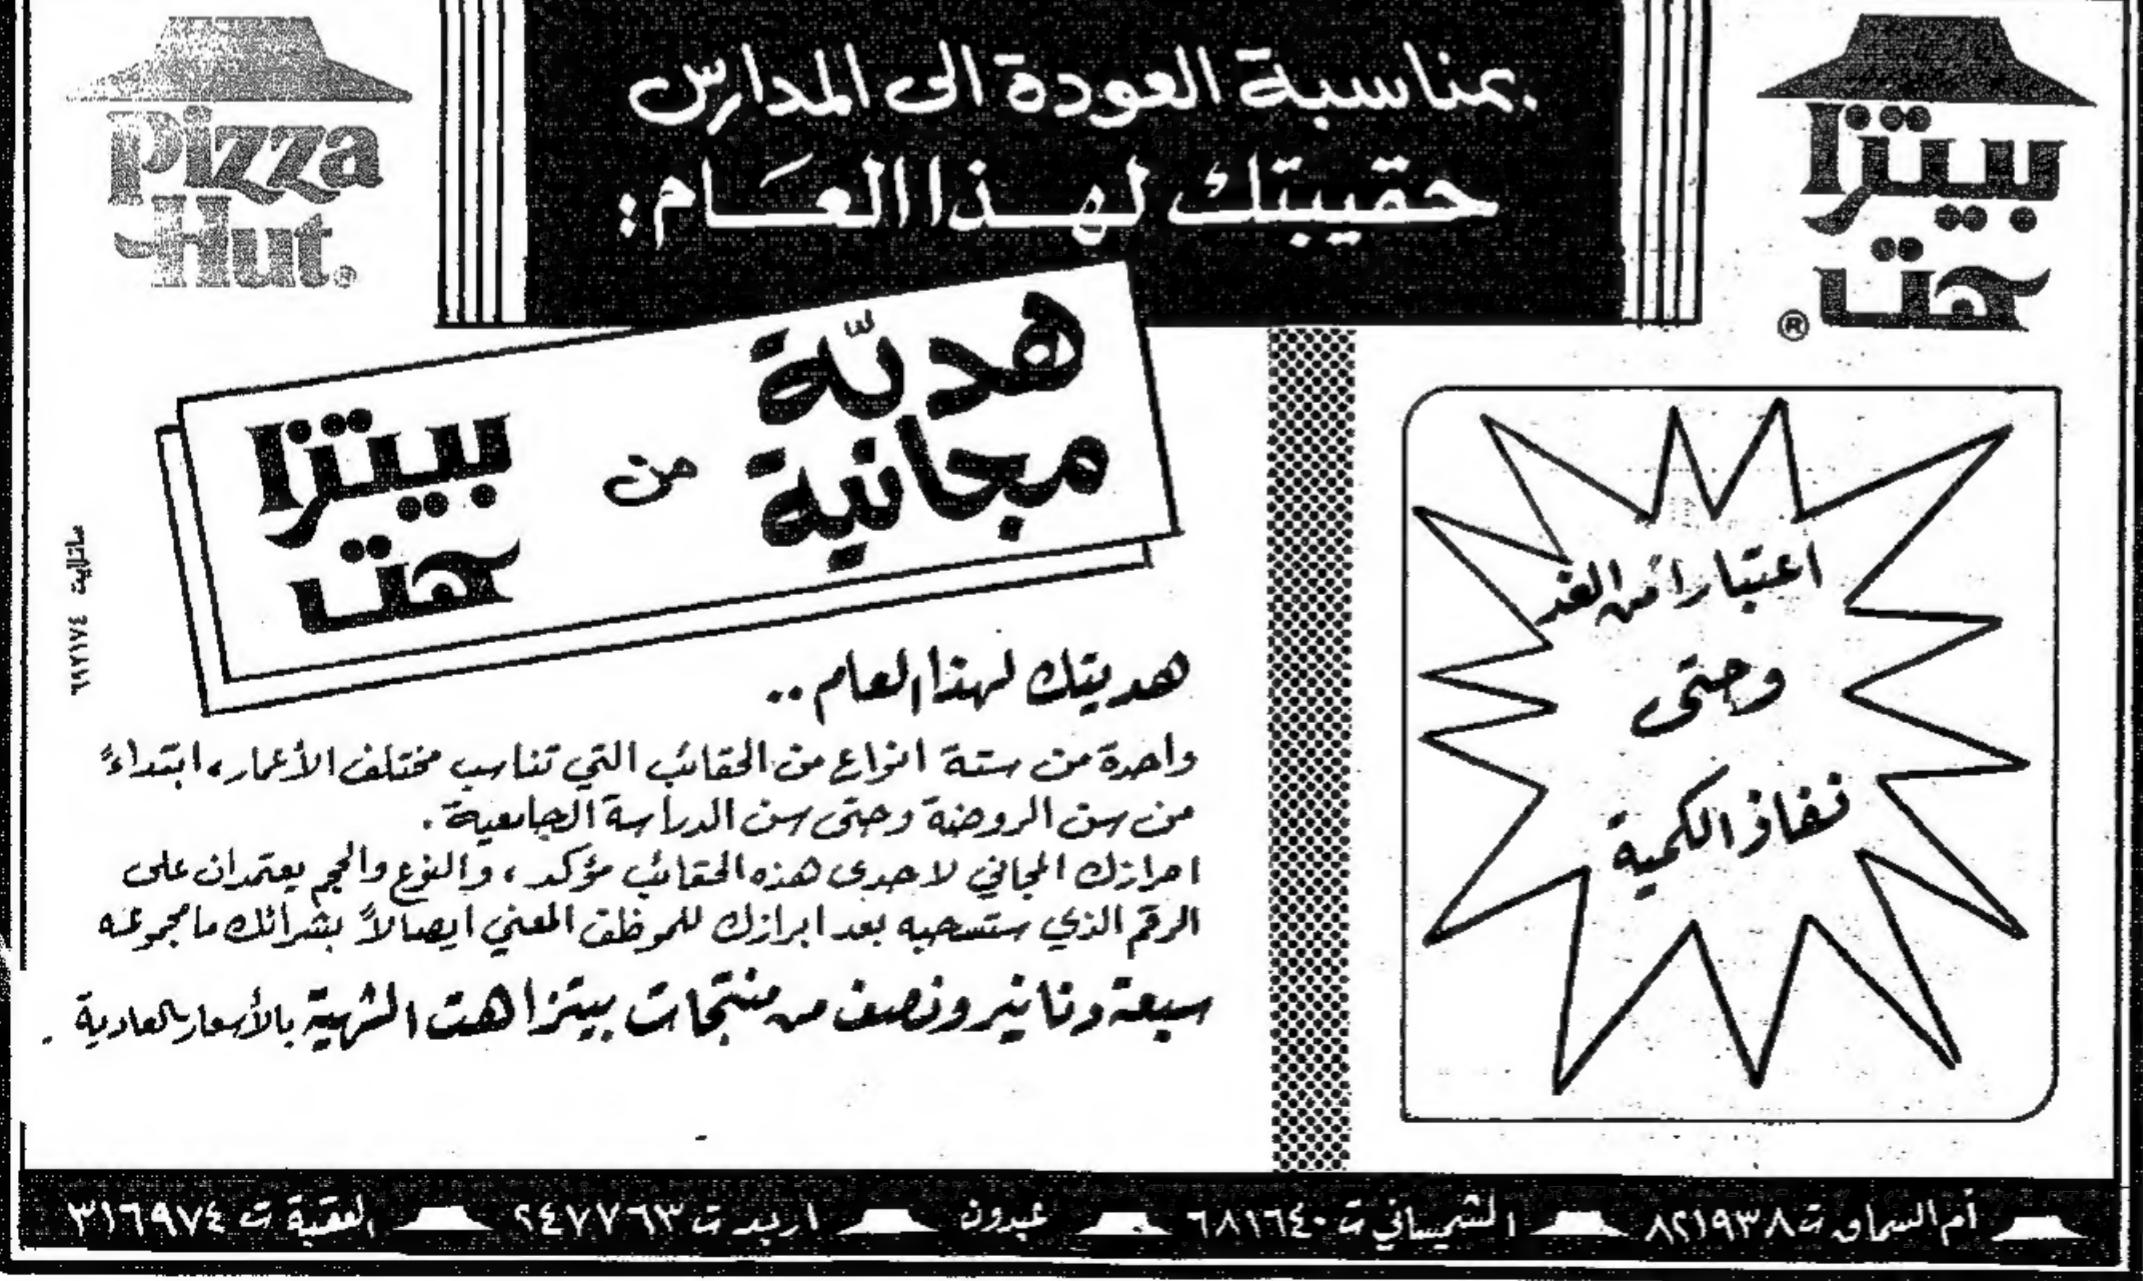 بيتزا
هت®
بمناسبة العودة الى المدارس
حقيبتك لهذا العام:
Pizza
Hut®
هديّة
مجانية
من
بيتزا
هت
اعتباراً من الغد
وحتى
نفاذ الكمية
هديتك لهذا العام ..
واحدة من ستة انواع من الحقائب التي تناسب مختلف الأعمار، ابتداءً
من سن الروضة وحتى سن الدراسة الجامعية.
احرازك المجاني لاحدى هذه الحقائب مؤكد، والنوع والحجم يعتمدان على
الرقم الذي ستسحبه بعد ابرازك للموظف المعني ايصالاً بشرائك ما مجموعه
سبعة دنانير ونصف من منتجات بيتزا هت الشهية بالأسعار العادية.
ساتلايت ٦٨٢١٧٤
أم السماق ت ٨٢١٩٣٨
الشميساني ت ٦٨١٦٤٠
عبدون
اربد ت ٢٤٧٧٦٣
العقبة ت ٣١٦٩٧٤